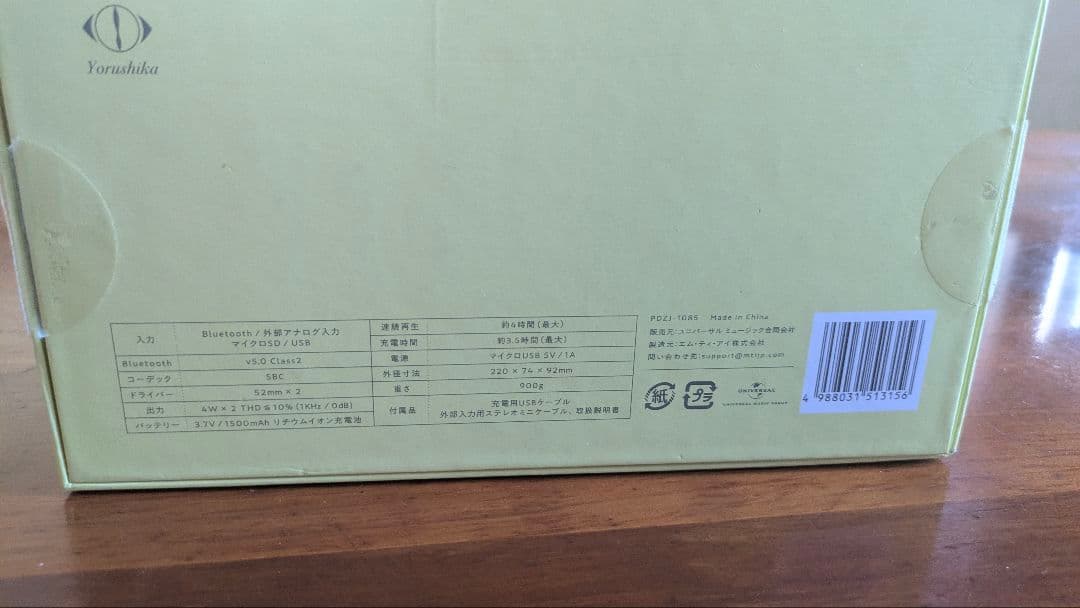 Yorushika
入力 Bluetooth / 外部アナログ入力
マイクロSD / USB
Bluetooth v5.0 Class2
コーデック SBC
ドライバー 52mm × 2
出力 4W × 2 THD≦10% (1KHz / 0dB)
バッテリー 3.7V / 1500mAh リチウムイオン充電池
連続再生 約4時間(最大)
充電時間 約3.5時間(最大)
電源 マイクロUSB 5V / 1A
外径寸法 220 × 74 × 92mm
重さ 900g
付属品 充電用USBケーブル
外部入力用ステレオミニケーブル、取扱説明書
PDZJ-1085 Made in China
販売元:ユニバーサル ミュージック合同会社
製造元:エム・ティ・アイ株式会社
問い合わせ先:support@mtijp.com
紙
プラ
UNIVERSAL
UNIVERSAL MUSIC GROUP
4 988031 513156